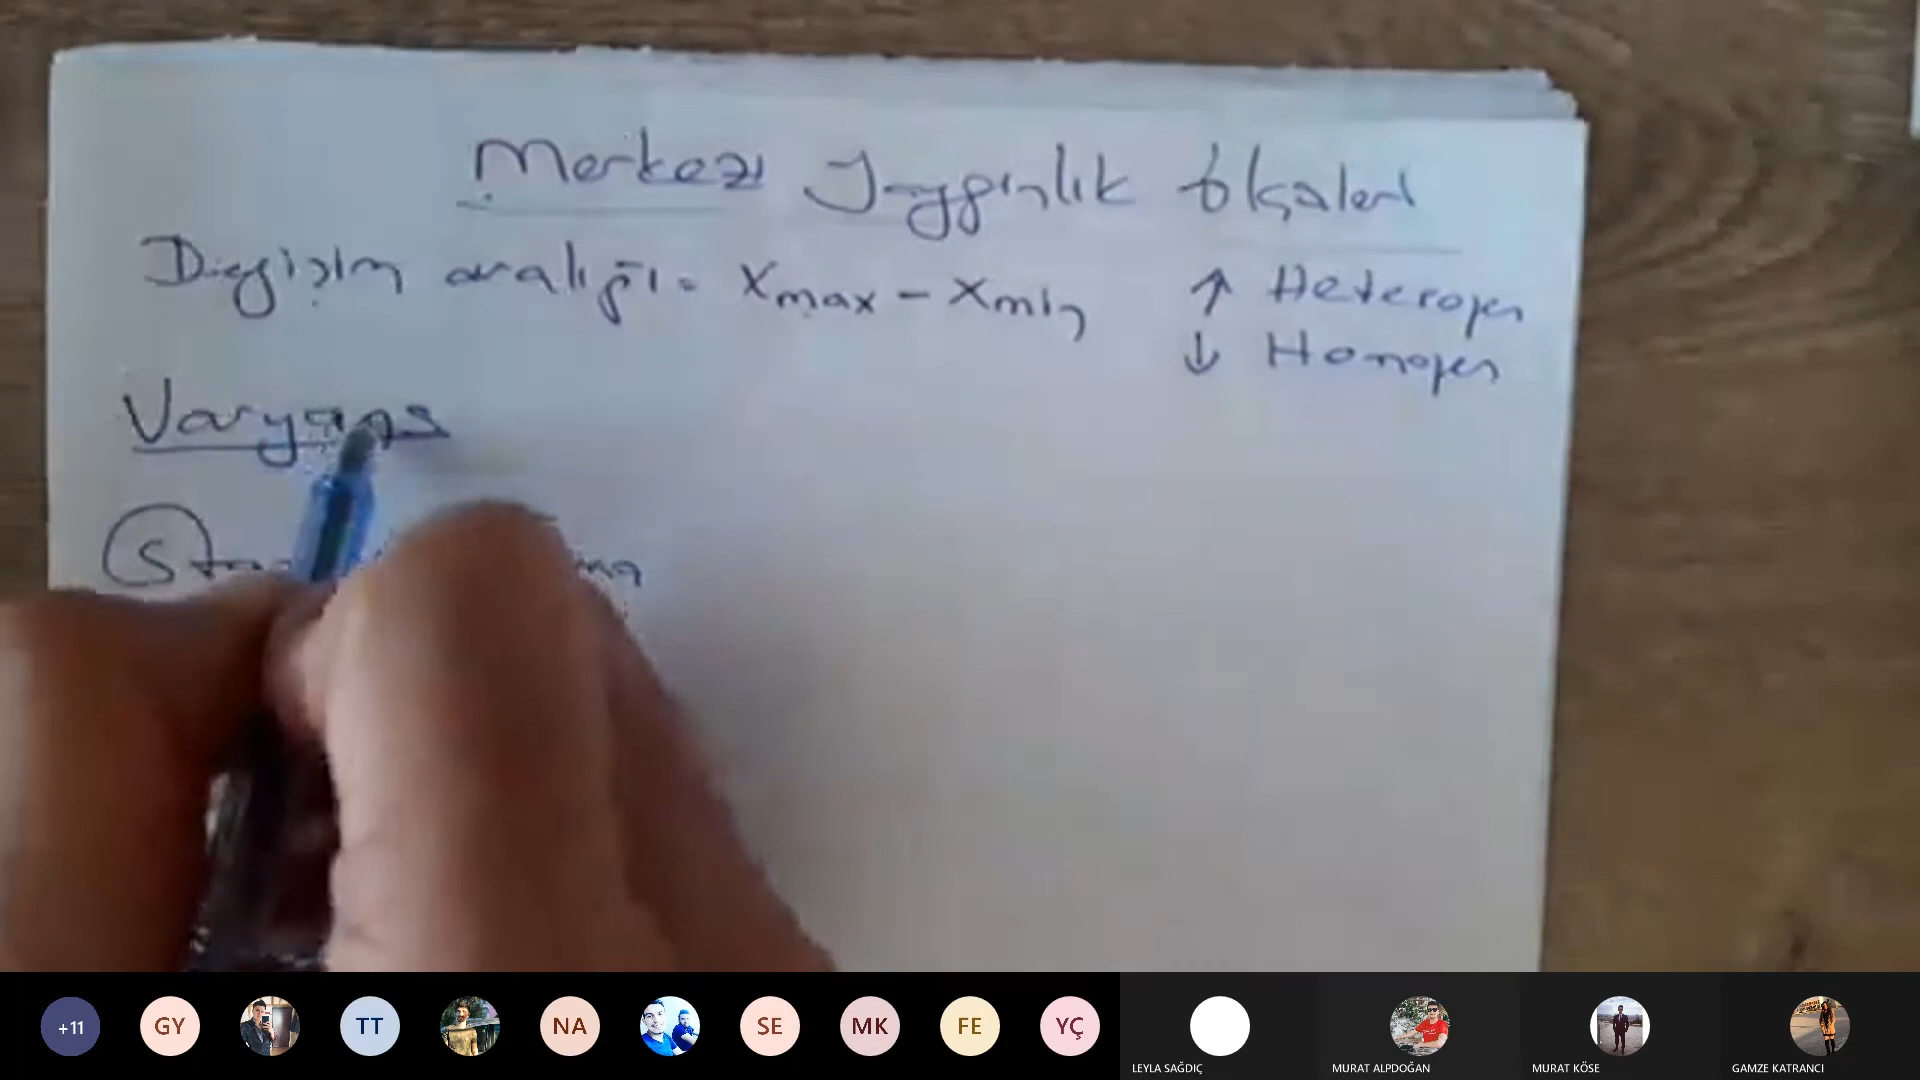 Merkezi Yaygınlık ölçüleri
Değişim aralığı = Xmax - Xmin
↑ Heterojen
↓ Homojen
Varyans
+11
GY
TT
NA
SE
MK
FE
YÇ
LEYLA SAĞDIÇ
MURAT ALPDOĞAN
MURAT KÖSE
GAMZE KATRANCI